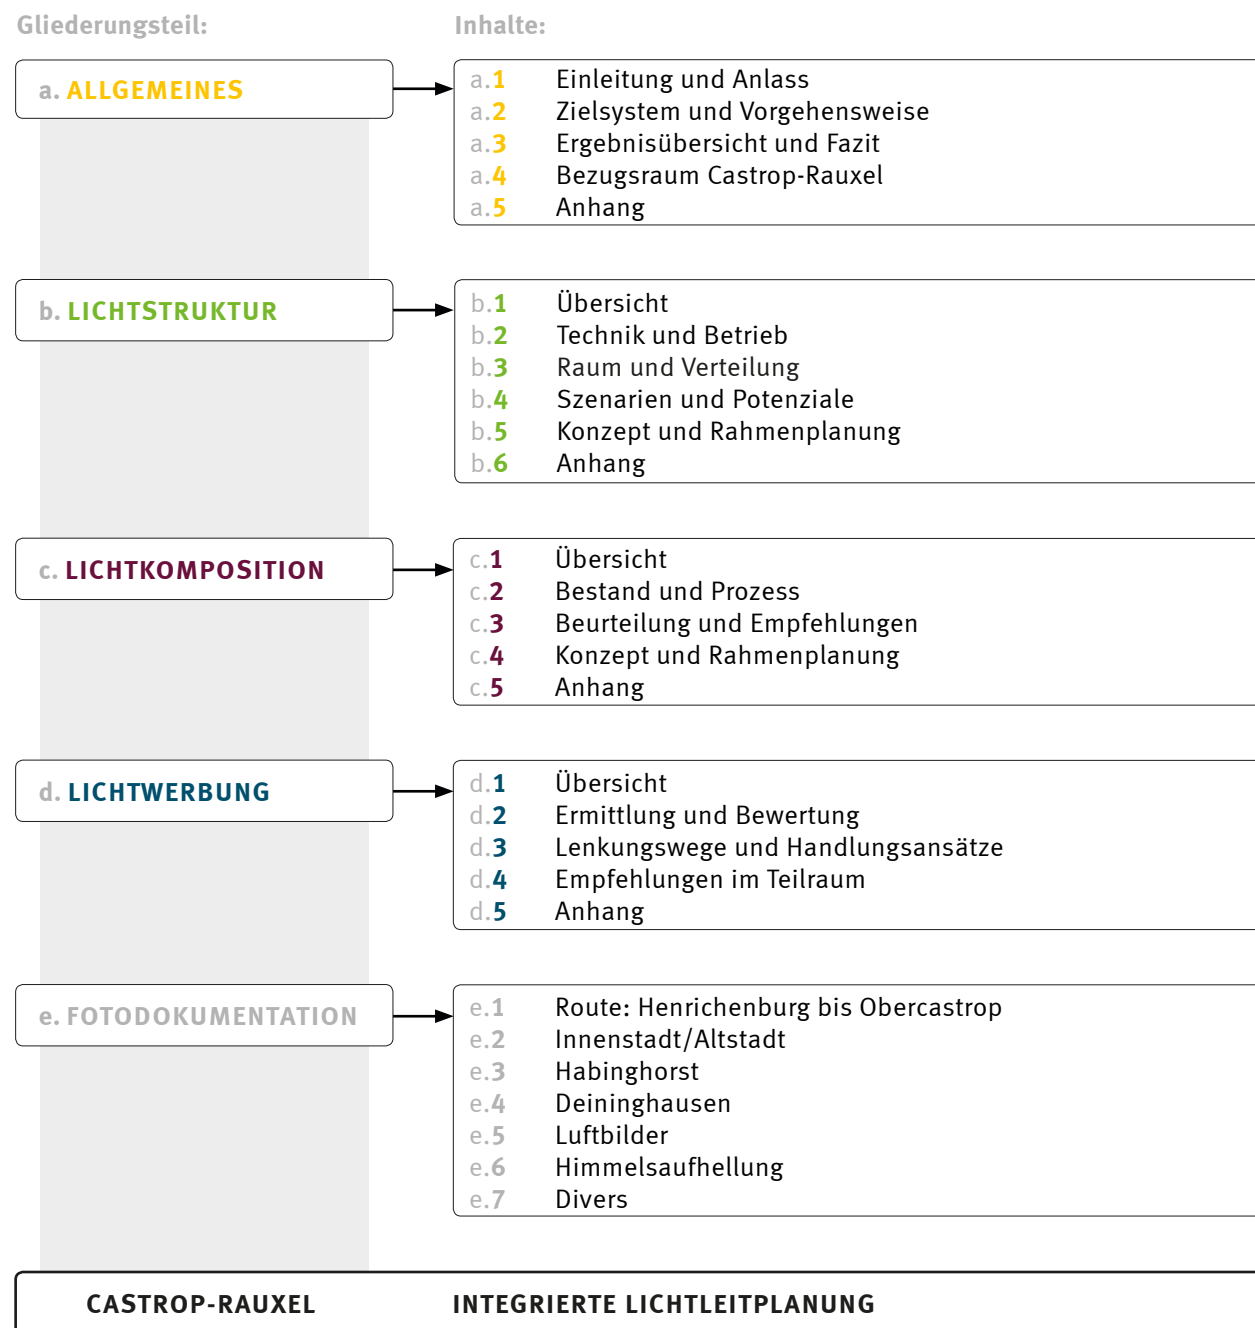 Gliederungsteil: Inhalte:
a. ALLGEMEINES
a.1 Einleitung und Anlass
a.2 Zielsystem und Vorgehensweise
a.3 Ergebnisübersicht und Fazit
a.4 Bezugsraum Castrop-Rauxel
a.5 Anhang
b. LICHTSTRUKTUR
b.1 Übersicht
b.2 Technik und Betrieb
b.3 Raum und Verteilung
b.4 Szenarien und Potenziale
b.5 Konzept und Rahmenplanung
b.6 Anhang
c. LICHTKOMPOSITION
c.1 Übersicht
c.2 Bestand und Prozess
c.3 Beurteilung und Empfehlungen
c.4 Konzept und Rahmenplanung
c.5 Anhang
d. LICHTWERBUNG
d.1 Übersicht
d.2 Ermittlung und Bewertung
d.3 Lenkungswege und Handlungsansätze
d.4 Empfehlungen im Teilraum
d.5 Anhang
e. FOTODOKUMENTATION
e.1 Route: Henrichenburg bis Obercastrop
e.2 Innenstadt/Altstadt
e.3 Habinghorst
e.4 Deininghausen
e.5 Luftbilder
e.6 Himmelsaufhellung
e.7 Divers
CASTROP-RAUXEL INTEGRIERTE LICHTLEITPLANUNG